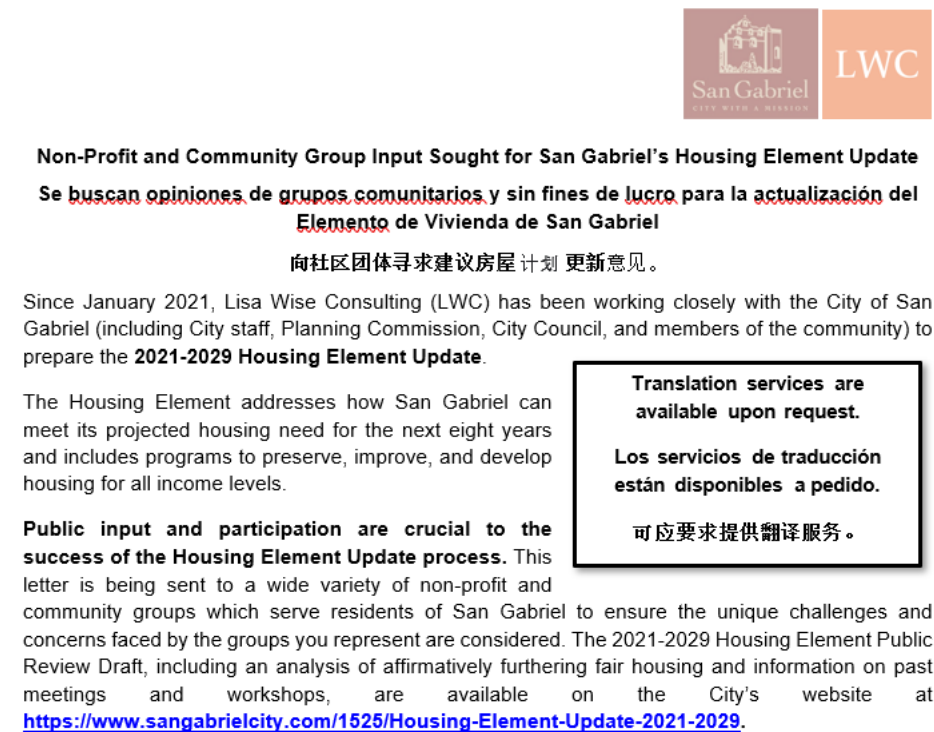 San Gabriel
CITY WITH A MISSION
LWC
Non-Profit and Community Group Input Sought for San Gabriel's Housing Element Update
Se buscan opiniones de grupos comunitarios y sin fines de lucro para la actualización del
Elemento de Vivienda de San Gabriel
向社区团体寻求建议房屋 计划 更新意见。
Since January 2021, Lisa Wise Consulting (LWC) has been working closely with the City of San
Gabriel (including City staff, Planning Commission, City Council, and members of the community) to
prepare the 2021-2029 Housing Element Update.
The Housing Element addresses how San Gabriel can
meet its projected housing need for the next eight years
and includes programs to preserve, improve, and develop
housing for all income levels.
Translation services are
available upon request.
Los servicios de traducción
están disponibles a pedido.
可应要求提供翻译服务。
Public input and participation are crucial to the
success of the Housing Element Update process. This
letter is being sent to a wide variety of non-profit and
community groups which serve residents of San Gabriel to ensure the unique challenges and
concerns faced by the groups you represent are considered. The 2021-2029 Housing Element Public
Review Draft, including an analysis of affirmatively furthering fair housing and information on past
meetings and workshops, are available on the City's website at
https://www.sangabrielcity.com/1525/Housing-Element-Update-2021-2029.